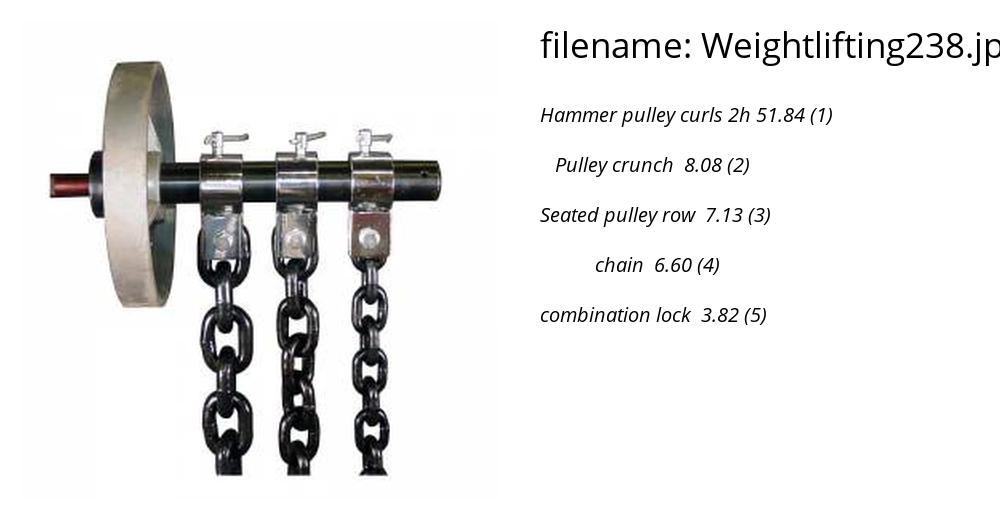 filename: Weightlifting238.jp
Hammer pulley curls 2h 51.84 (1)
Pulley crunch 8.08 (2)
Seated pulley row 7.13 (3)
chain 6.60 (4)
combination lock 3.82 (5)